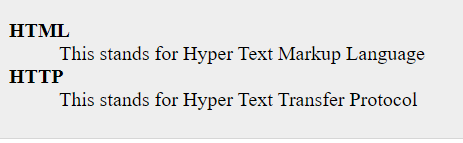 HTML
This stands for Hyper Text Markup Language
HTTP
This stands for Hyper Text Transfer Protocol